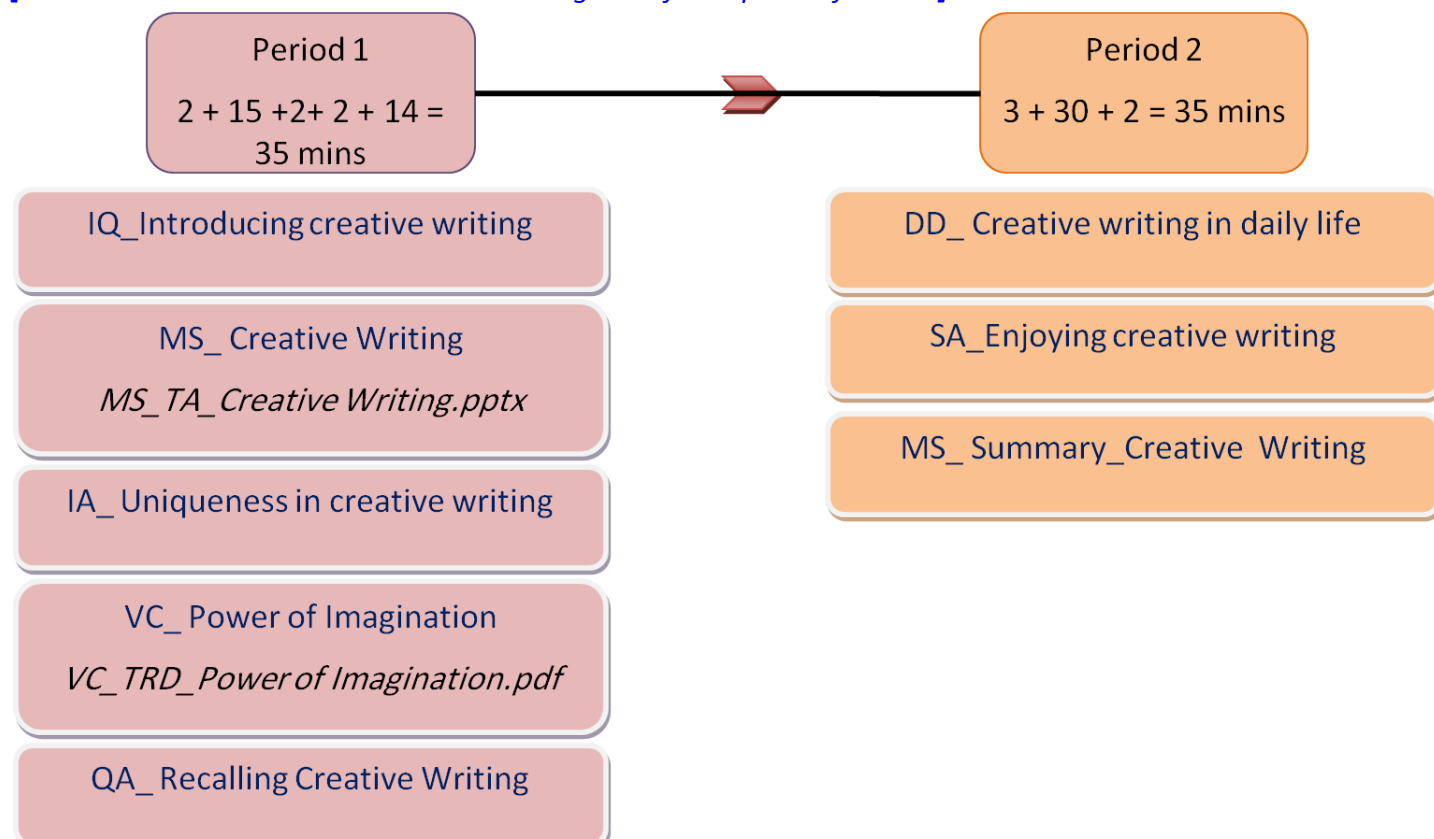 Period 1
2 + 15 +2+ 2 + 14 =
35 mins
Period 2
3 + 30 + 2 = 35 mins
IQ_Introducing creative writing
MS_ Creative Writing
MS_TA_Creative Writing.pptx
IA_ Uniqueness in creative writing
VC_ Power of Imagination
VC_TRD_Power of Imagination.pdf
QA_ Recalling Creative Writing
DD_ Creative writing in daily life
SA_Enjoying creative writing
MS_ Summary_Creative  Writing